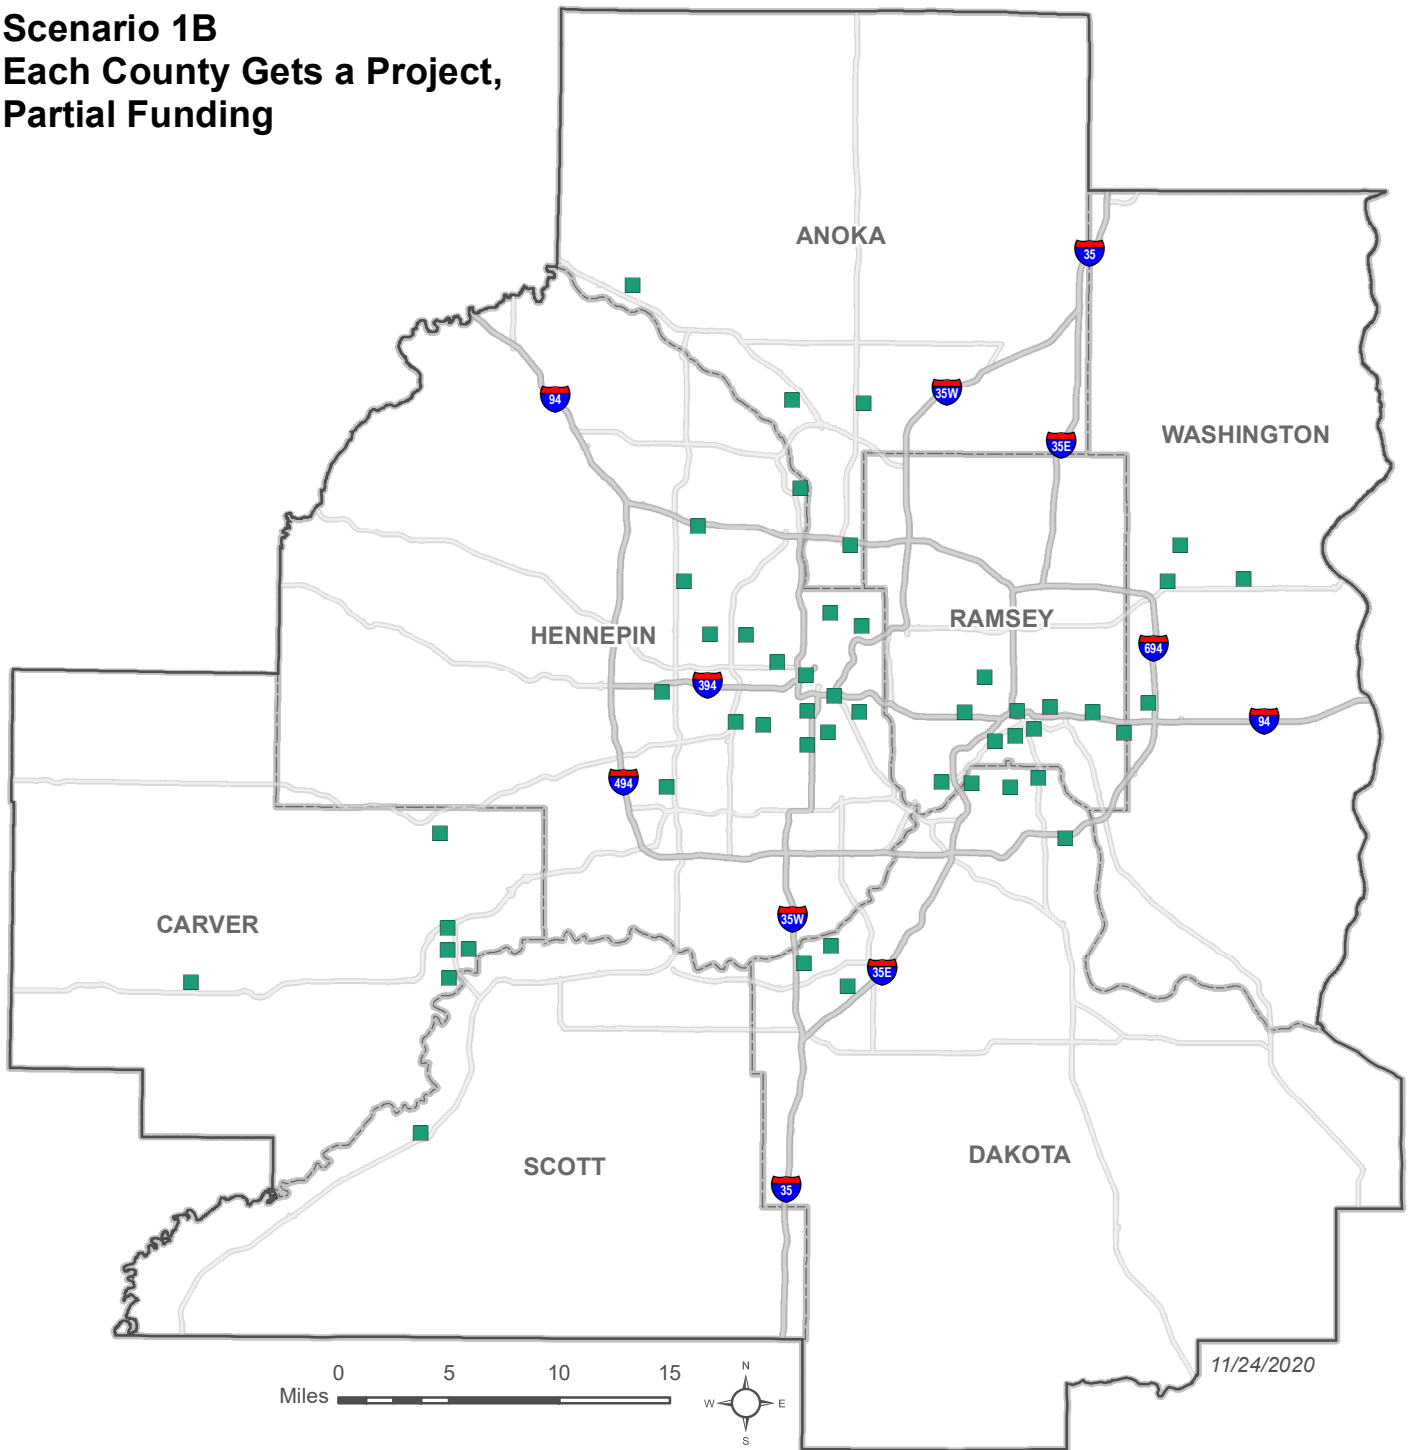 Scenario 1B
Each County Gets a Project,
Partial Funding
ANOKA
35
94
35W
35E
WASHINGTON
HENNEPIN
RAMSEY
694
394
94
494
CARVER
35W
35E
SCOTT
DAKOTA
35
11/24/2020
0 5 10 15
Miles
N
W E
S